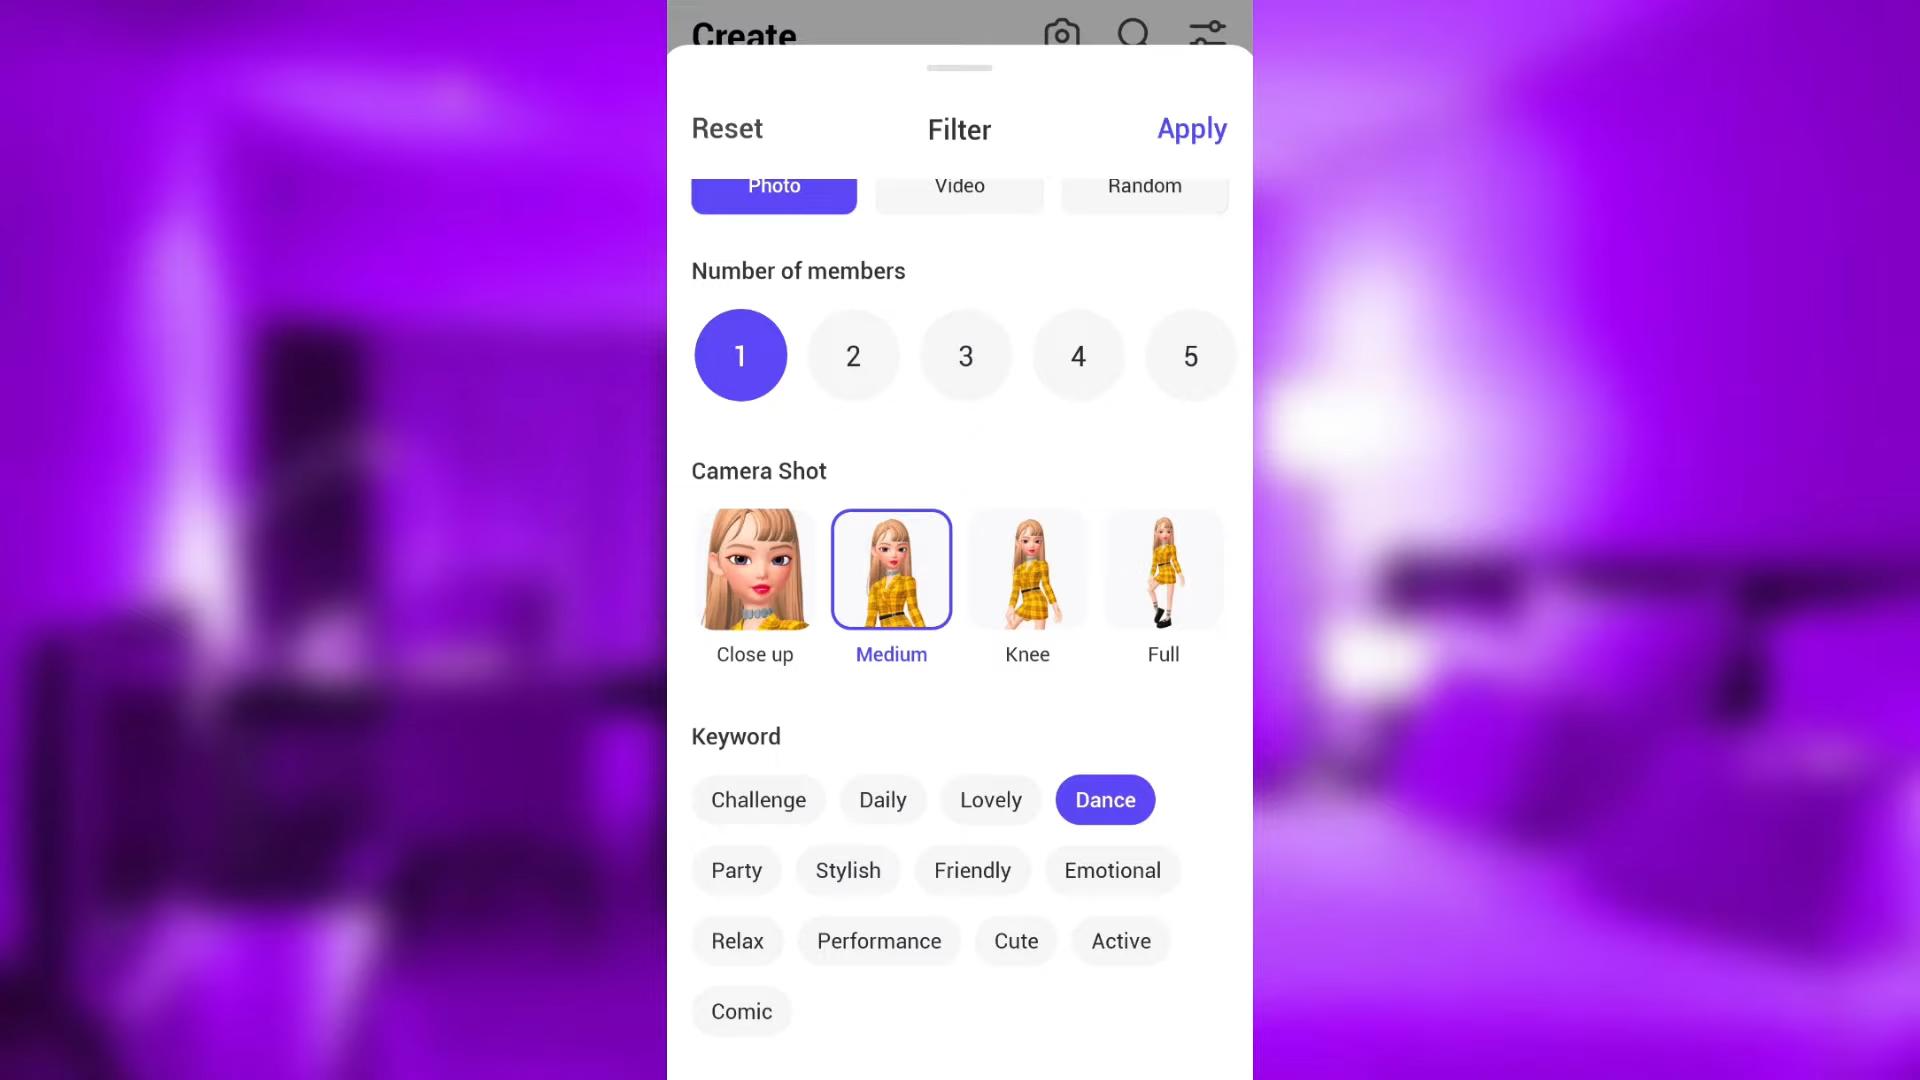 Create
Reset Filter Apply
Photo Video Random
Number of members
1 2 3 4 5
Camera Shot
Close up Medium Knee Full
Keyword
Challenge Daily Lovely Dance
Party Stylish Friendly Emotional
Relax Performance Cute Active
Comic